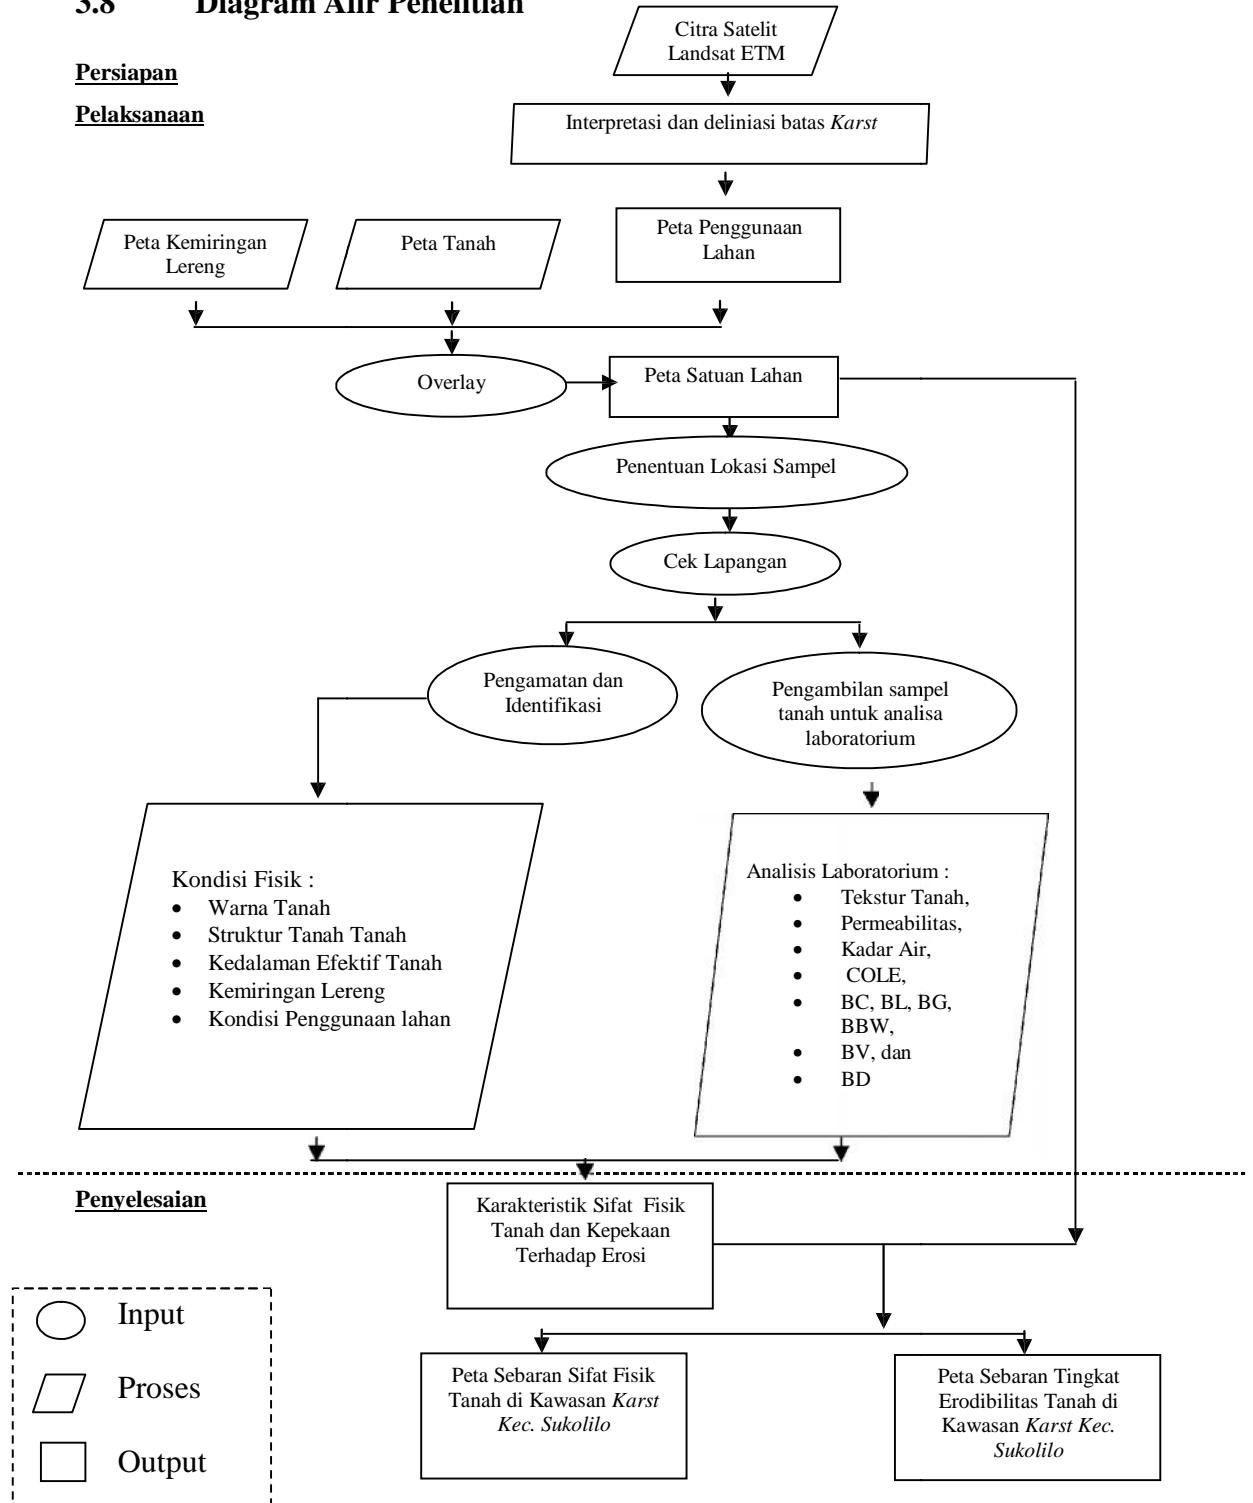 3.8 Diagram Alir Penelitian
Citra Satelit
Landsat ETM
Persiapan
Pelaksanaan
Interpretasi dan deliniasi batas Karst
Peta Kemiringan
Lereng
Peta Tanah
Peta Penggunaan
Lahan
Overlay
Peta Satuan Lahan
Penentuan Lokasi Sampel
Cek Lapangan
Pengamatan dan
Identifikasi
Pengambilan sampel
tanah untuk analisa
laboratorium
Kondisi Fisik :
• Warna Tanah
• Struktur Tanah Tanah
• Kedalaman Efektif Tanah
• Kemiringan Lereng
• Kondisi Penggunaan lahan
Analisis Laboratorium :
• Tekstur Tanah,
• Permeabilitas,
• Kadar Air,
• COLE,
• BC, BL, BG,
BBW,
• BV, dan
• BD
Penyelesaian
Karakteristik Sifat Fisik
Tanah dan Kepekaan
Terhadap Erosi
Input
Proses
Output
Peta Sebaran Sifat Fisik
Tanah di Kawasan Karst
Kec. Sukolilo
Peta Sebaran Tingkat
Erodibilitas Tanah di
Kawasan Karst Kec.
Sukolilo